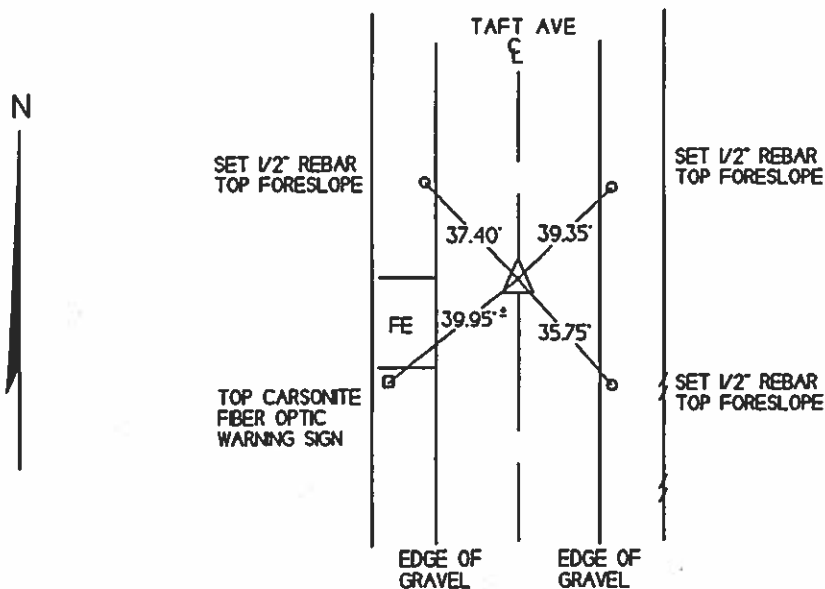 TAFT AVE
℄
N
SET 1/2" REBAR
TOP FORESLOPE
SET 1/2" REBAR
TOP FORESLOPE
37.40'
39.35'
FE
39.95'±
35.75'
TOP CARSONITE
FIBER OPTIC
WARNING SIGN
SET 1/2" REBAR
TOP FORESLOPE
EDGE OF
GRAVEL
EDGE OF
GRAVEL